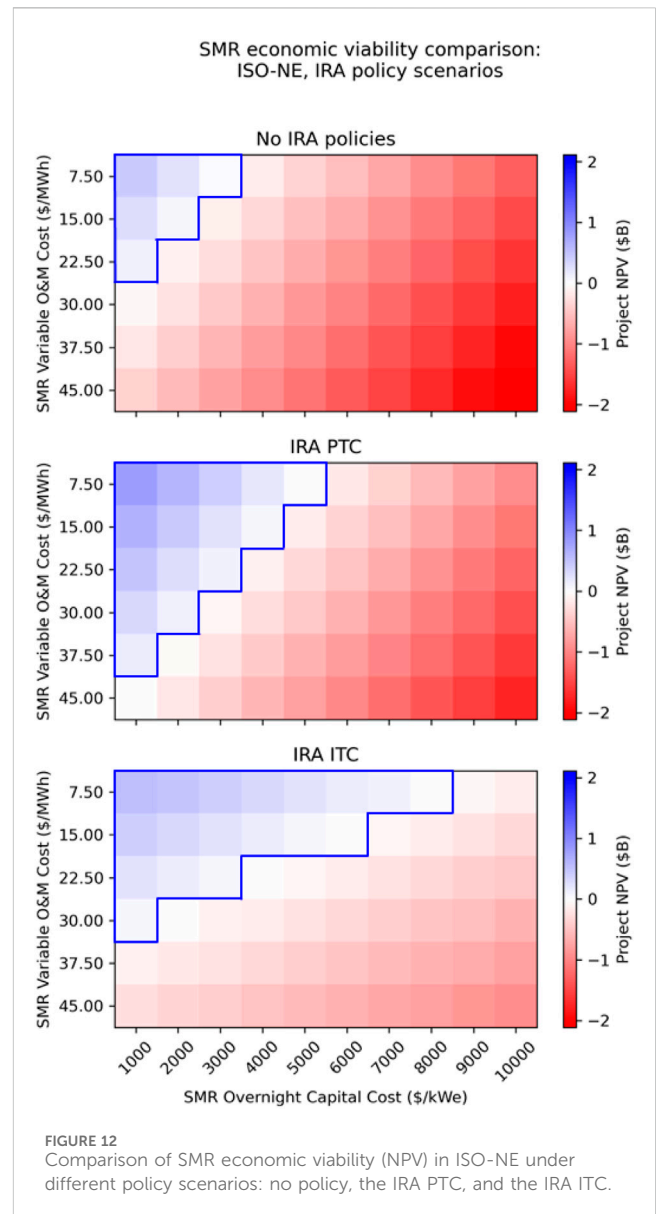 SMR economic viability comparison:
ISO-NE, IRA policy scenarios
No IRA policies
SMR Variable O&M Cost ($/MWh)
7.50
15.00
22.50
30.00
37.50
45.00
2
1
0
−1
−2
Project NPV ($B)
IRA PTC
SMR Variable O&M Cost ($/MWh)
7.50
15.00
22.50
30.00
37.50
45.00
2
1
0
−1
−2
Project NPV ($B)
IRA ITC
SMR Variable O&M Cost ($/MWh)
7.50
15.00
22.50
30.00
37.50
45.00
2
1
0
−1
−2
Project NPV ($B)
1000 2000 3000 4000 5000 6000 7000 8000 9000 10000
SMR Overnight Capital Cost ($/kWe)
FIGURE 12
Comparison of SMR economic viability (NPV) in ISO-NE under
different policy scenarios: no policy, the IRA PTC, and the IRA ITC.